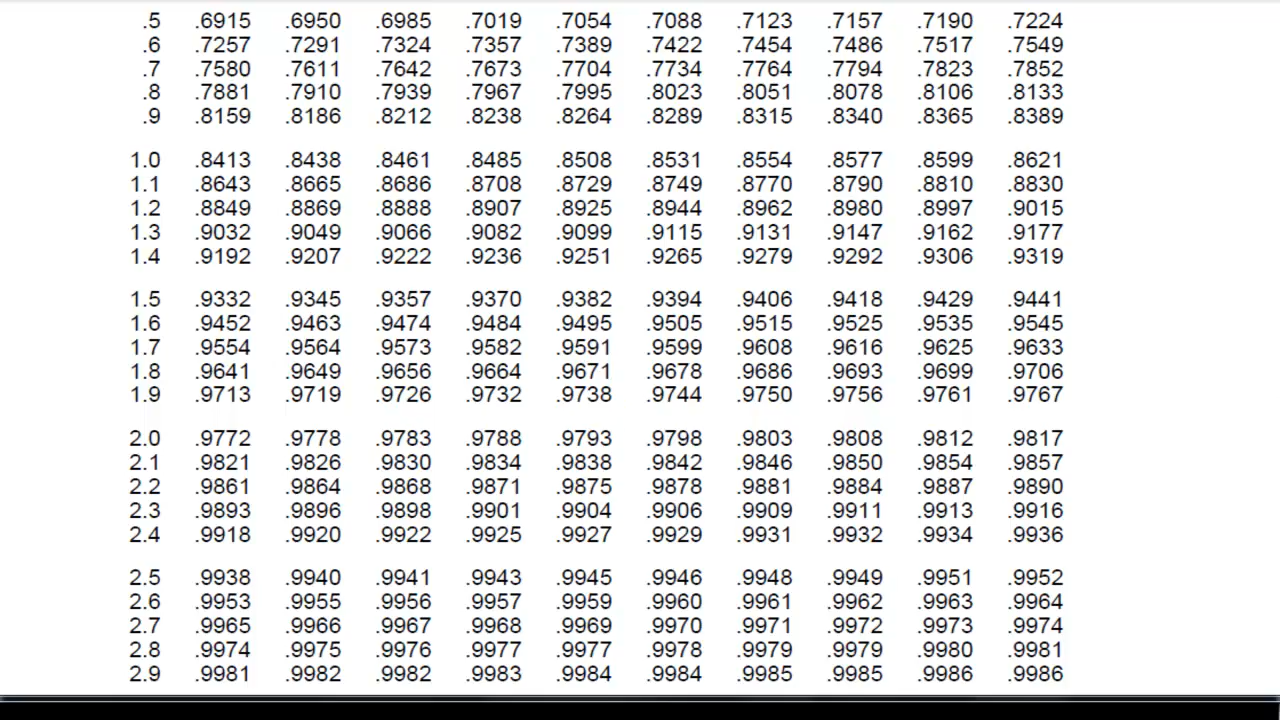 .5 .6915 .6950 .6985 .7019 .7054 .7088 .7123 .7157 .7190 .7224
.6 .7257 .7291 .7324 .7357 .7389 .7422 .7454 .7486 .7517 .7549
.7 .7580 .7611 .7642 .7673 .7704 .7734 .7764 .7794 .7823 .7852
.8 .7881 .7910 .7939 .7967 .7995 .8023 .8051 .8078 .8106 .8133
.9 .8159 .8186 .8212 .8238 .8264 .8289 .8315 .8340 .8365 .8389
1.0 .8413 .8438 .8461 .8485 .8508 .8531 .8554 .8577 .8599 .8621
1.1 .8643 .8665 .8686 .8708 .8729 .8749 .8770 .8790 .8810 .8830
1.2 .8849 .8869 .8888 .8907 .8925 .8944 .8962 .8980 .8997 .9015
1.3 .9032 .9049 .9066 .9082 .9099 .9115 .9131 .9147 .9162 .9177
1.4 .9192 .9207 .9222 .9236 .9251 .9265 .9279 .9292 .9306 .9319
1.5 .9332 .9345 .9357 .9370 .9382 .9394 .9406 .9418 .9429 .9441
1.6 .9452 .9463 .9474 .9484 .9495 .9505 .9515 .9525 .9535 .9545
1.7 .9554 .9564 .9573 .9582 .9591 .9599 .9608 .9616 .9625 .9633
1.8 .9641 .9649 .9656 .9664 .9671 .9678 .9686 .9693 .9699 .9706
1.9 .9713 .9719 .9726 .9732 .9738 .9744 .9750 .9756 .9761 .9767
2.0 .9772 .9778 .9783 .9788 .9793 .9798 .9803 .9808 .9812 .9817
2.1 .9821 .9826 .9830 .9834 .9838 .9842 .9846 .9850 .9854 .9857
2.2 .9861 .9864 .9868 .9871 .9875 .9878 .9881 .9884 .9887 .9890
2.3 .9893 .9896 .9898 .9901 .9904 .9906 .9909 .9911 .9913 .9916
2.4 .9918 .9920 .9922 .9925 .9927 .9929 .9931 .9932 .9934 .9936
2.5 .9938 .9940 .9941 .9943 .9945 .9946 .9948 .9949 .9951 .9952
2.6 .9953 .9955 .9956 .9957 .9959 .9960 .9961 .9962 .9963 .9964
2.7 .9965 .9966 .9967 .9968 .9969 .9970 .9971 .9972 .9973 .9974
2.8 .9974 .9975 .9976 .9977 .9977 .9978 .9979 .9979 .9980 .9981
2.9 .9981 .9982 .9982 .9983 .9984 .9984 .9985 .9985 .9986 .9986